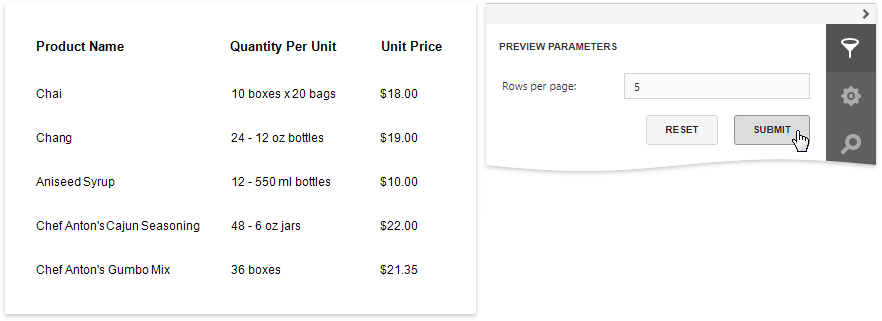 Product Name Quantity Per Unit Unit Price
Chai 10 boxes x 20 bags $18.00
Chang 24 - 12 oz bottles $19.00
Aniseed Syrup 12 - 550 ml bottles $10.00
Chef Anton's Cajun Seasoning 48 - 6 oz jars $22.00
Chef Anton's Gumbo Mix 36 boxes $21.35
PREVIEW PARAMETERS
Rows per page: 5
RESET SUBMIT